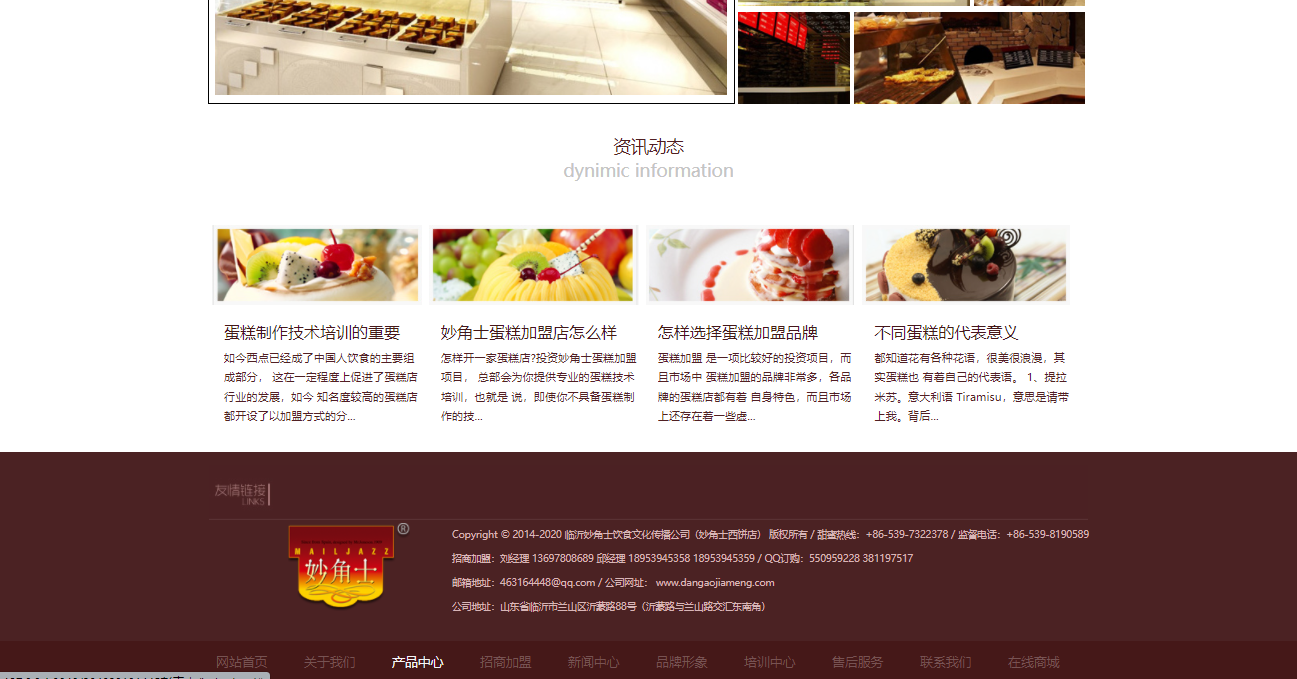 资讯动态
dynimic information
蛋糕制作技术培训的重要
如今西点已经成了中国人饮食的主要组
成部分， 这在一定程度上促进了蛋糕店
行业的发展，如今 知名度较高的蛋糕店
都开设了以加盟方式的分...
妙角士蛋糕加盟店怎么样
怎样开一家蛋糕店?投资妙角士蛋糕加盟
项目， 总部会为你提供专业的蛋糕技术
培训，也就是 说，即使你不具备蛋糕制
作的技...
怎样选择蛋糕加盟品牌
蛋糕加盟 是一项比较好的投资项目，而
且市场中 蛋糕加盟的品牌非常多，各品
牌的蛋糕店都有着 自身特色，而且市场
上还存在着一些虚...
不同蛋糕的代表意义
都知道花有各种花语，很美很浪漫，其
实蛋糕也 有着自己的代表语。 1、提拉
米苏。意大利语 Tiramisu，意思是请带
上我。背后...
友情链接
LINKS
MAILJAZZ
妙角士
®
Copyright © 2014-2020 临沂妙角士饮食文化传播公司（妙角士西饼店） 版权所有 / 甜蜜热线：+86-539-7322378 / 监督电话：+86-539-8190589
招商加盟：刘经理 13697808689 邱经理 18953945358 18953945359 / QQ订购：550959228 381197517
邮箱地址：463164448@qq.com / 公司网址： www.dangaojiameng.com
公司地址：山东省临沂市兰山区沂蒙路88号（沂蒙路与兰山路交汇东南角）
网站首页 关于我们 产品中心 招商加盟 新闻中心 品牌形象 培训中心 售后服务 联系我们 在线商城